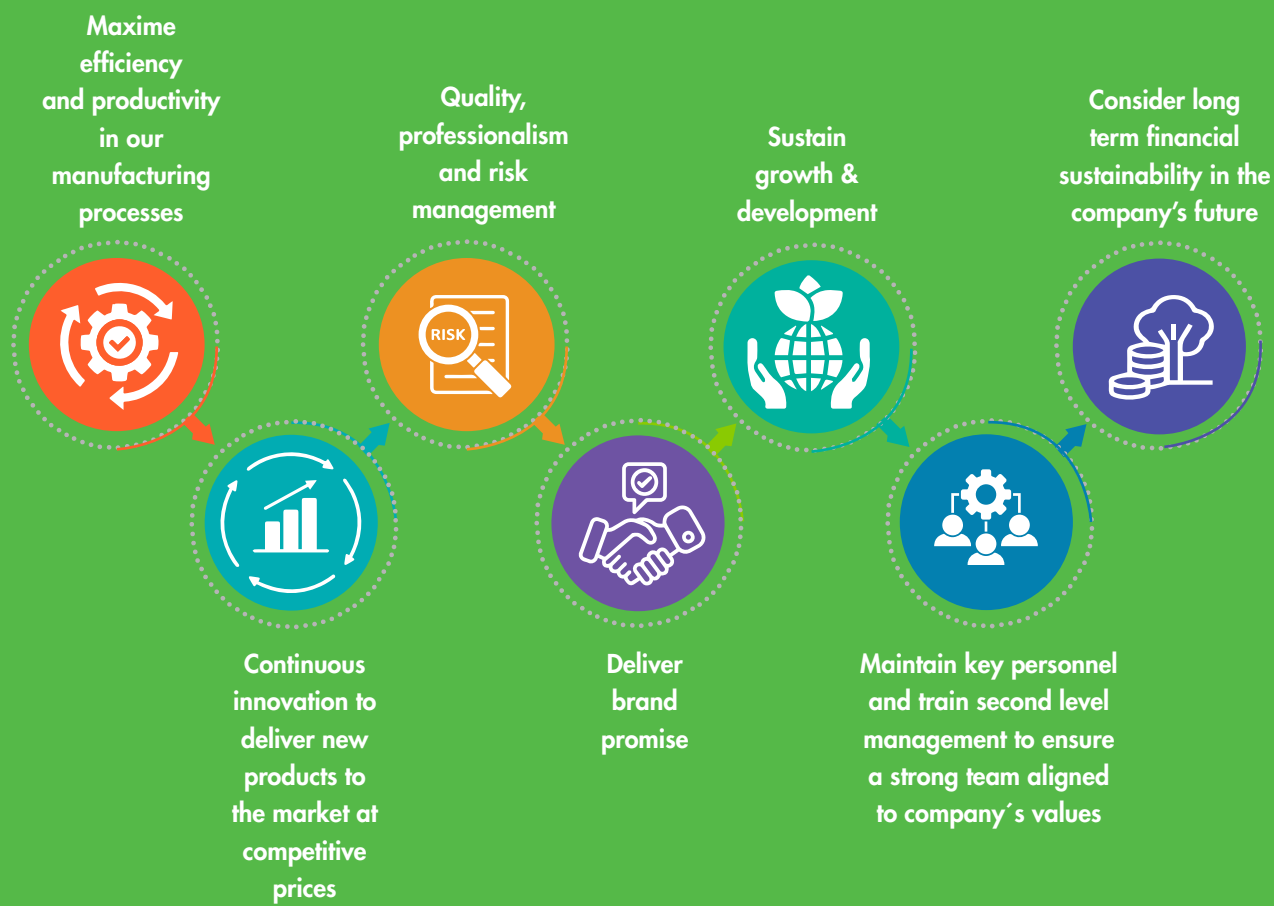 Maxime
efficiency
and productivity
in our
manufacturing
processes
Continuous
innovation to
deliver new
products to
the market at
competitive
prices
Quality,
professionalism
and risk
management
RISK
Deliver
brand
promise
Sustain
growth &
development
Maintain key personnel
and train second level
management to ensure
a strong team aligned
to company´s values
Consider long
term financial
sustainability in the
company’s future